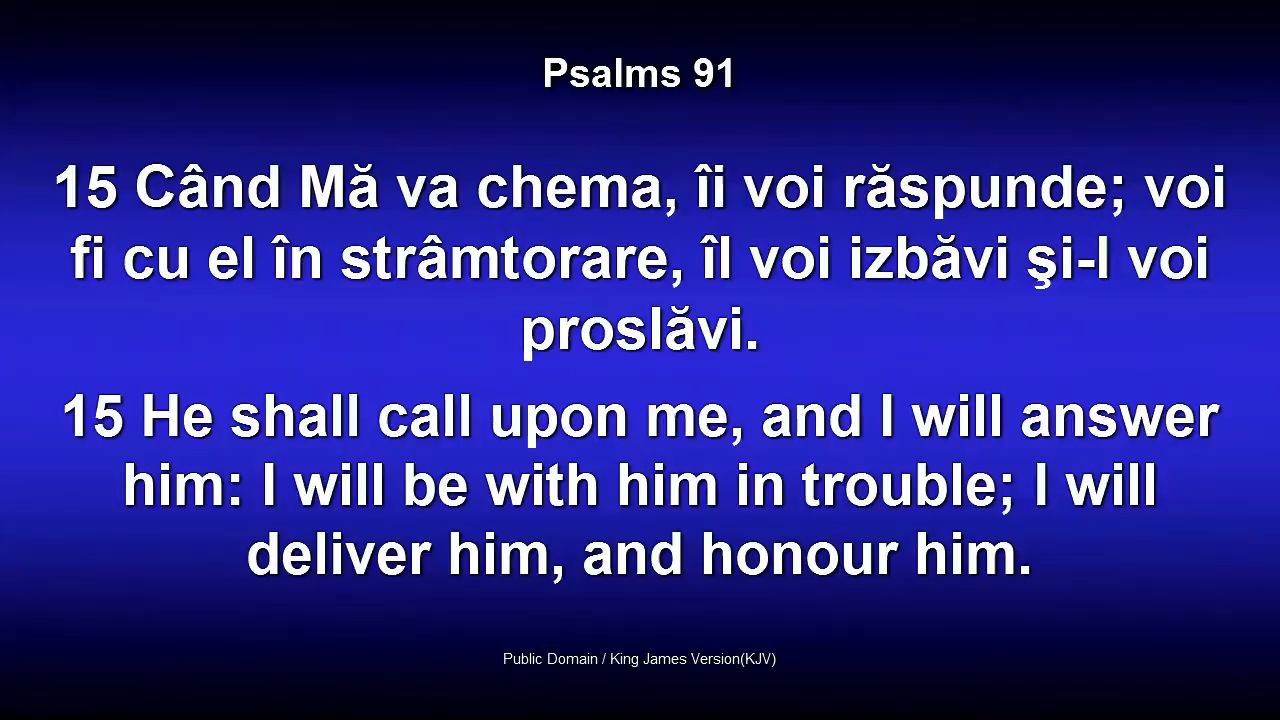 Psalms 91
15 Când Mă va chema, îi voi răspunde; voi
fi cu el în strâmtorare, îl voi izbăvi şi-l voi
proslăvi.
15 He shall call upon me, and I will answer
him: I will be with him in trouble; I will
deliver him, and honour him.
Public Domain / King James Version(KJV)